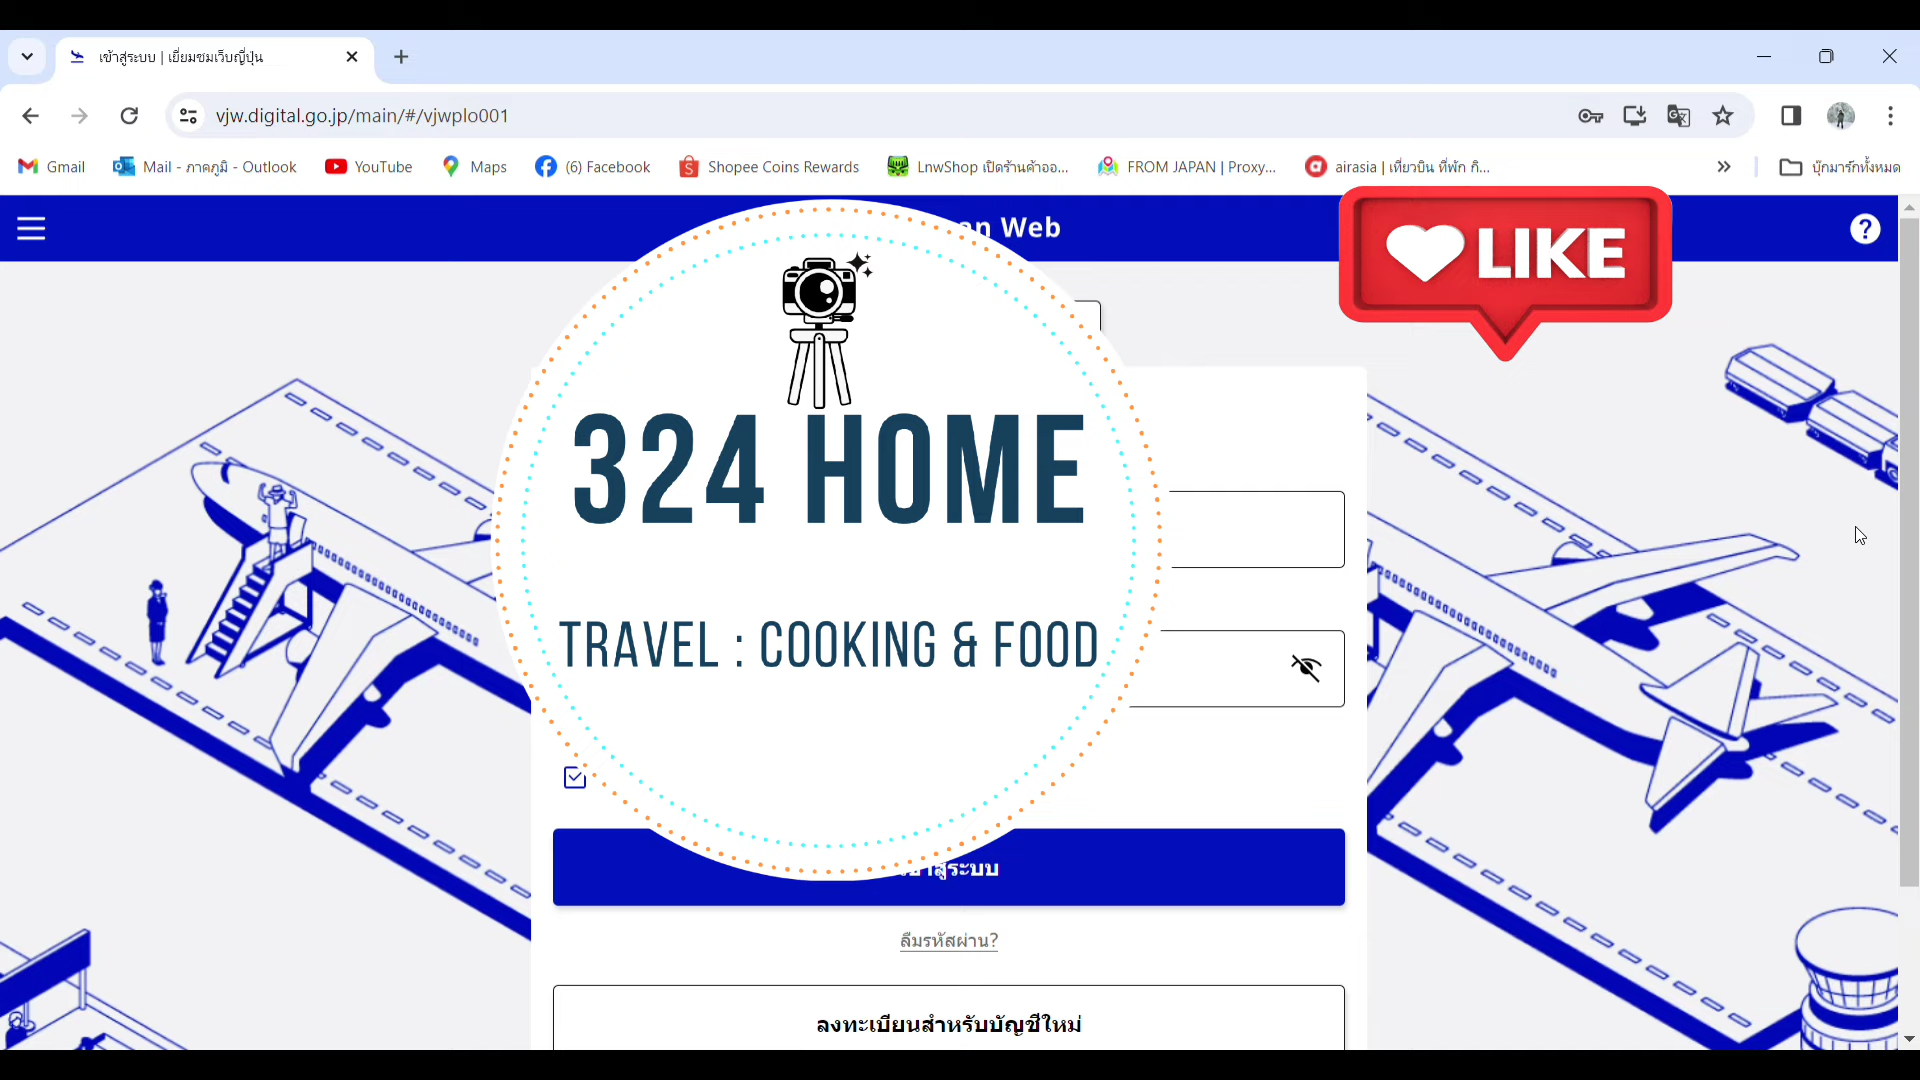 เข้าสู่ระบบ | เยี่ยมชมเว็บญี่ปุ่น
vjw.digital.go.jp/main/#/vjwplo001
Gmail
Mail - ภาคภูมิ - Outlook
YouTube
Maps
(6) Facebook
Shopee Coins Rewards
LnwShop เปิดร้านค้าออ...
FROM JAPAN | Proxy...
airasia | เที่ยวบิน ที่พัก กิ...
บุ๊กมาร์กทั้งหมด
Web
LIKE
324 HOME
TRAVEL : COOKING & FOOD
ลืมรหัสผ่าน?
ลงทะเบียนสำหรับบัญชีใหม่